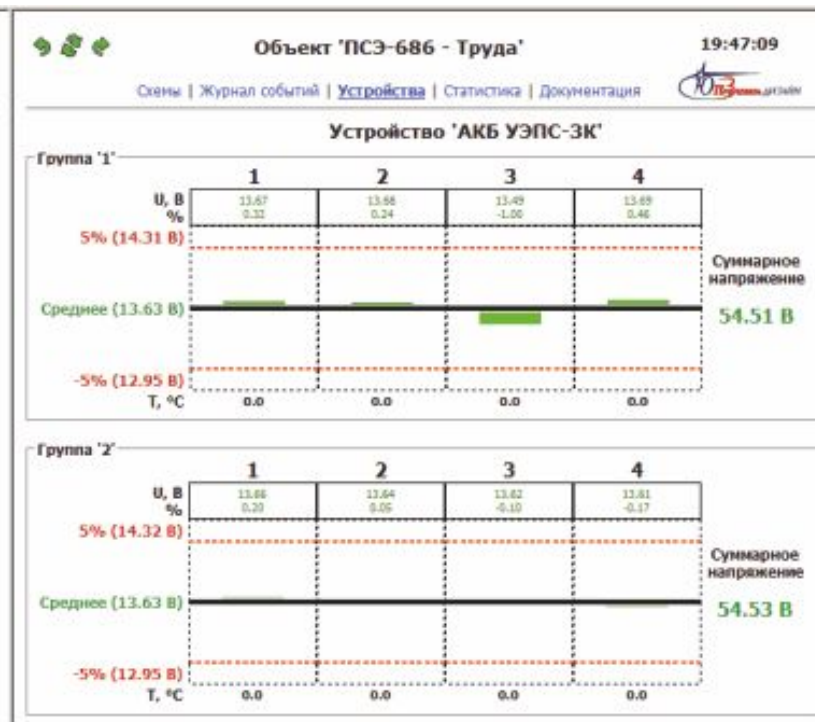 Объект 'ПСЭ-686 - Труда'
19:47:09
Схемы | Журнал событий | Устройства | Статистика | Документация
Устройство 'АКБ УЭПС-3К'
Группа '1'
1 2 3 4
U, В 13.67 13.66 13.49 13.69
% 0.32 0.24 -1.00 0.46
5% (14.31 В)
Суммарное
напряжение
Среднее (13.63 В)
54.51 В
-5% (12.95 В)
T, °C 0.0 0.0 0.0 0.0
Группа '2'
1 2 3 4
U, В 13.66 13.64 13.62 13.61
% 0.20 0.05 -0.10 -0.17
5% (14.32 В)
Суммарное
напряжение
Среднее (13.63 В)
54.53 В
-5% (12.95 В)
T, °C 0.0 0.0 0.0 0.0